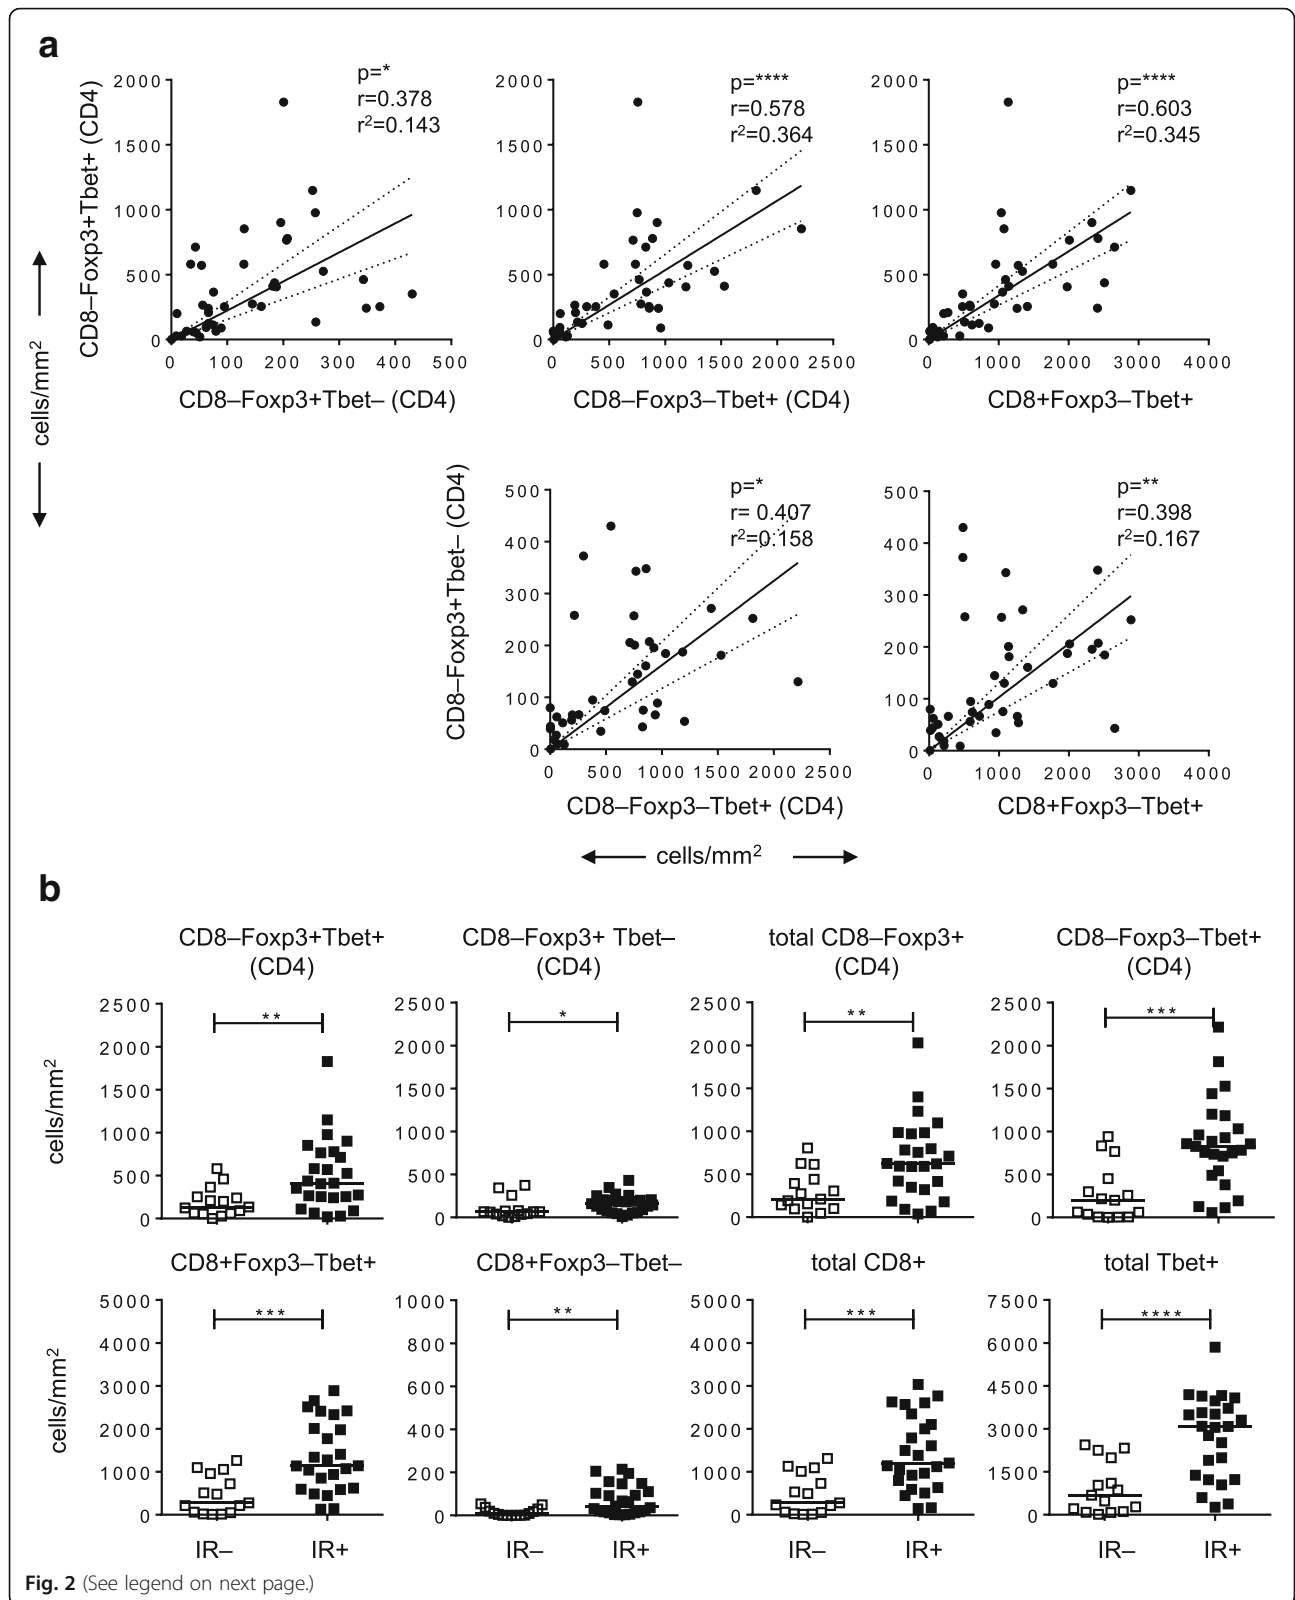 a
p=*
r=0.378
r2=0.143
2000
1500
1000
500
0
0 100 200 300 400 500
CD8–Foxp3+Tbet+ (CD4)
CD8–Foxp3+Tbet– (CD4)
p=****
r=0.578
r2=0.364
2000
1500
1000
500
0
0 500 1000 1500 2000 2500
CD8–Foxp3–Tbet+ (CD4)
p=****
r=0.603
r2=0.345
2000
1500
1000
500
0
0 1000 2000 3000 4000
CD8+Foxp3–Tbet+
cells/mm2
p=*
r= 0.407
r2=0.158
500
400
300
200
100
0
0 500 1000 1500 2000 2500
CD8–Foxp3+Tbet– (CD4)
CD8–Foxp3–Tbet+ (CD4)
p=**
r=0.398
r2=0.167
500
400
300
200
100
0
0 1000 2000 3000 4000
CD8+Foxp3–Tbet+
cells/mm2
b
CD8–Foxp3+Tbet+
(CD4)
**
2500
2000
1500
1000
500
0
cells/mm2
CD8–Foxp3+ Tbet–
(CD4)
*
2500
2000
1500
1000
500
0
total CD8–Foxp3+
(CD4)
**
2500
2000
1500
1000
500
0
CD8–Foxp3–Tbet+
(CD4)
***
2500
2000
1500
1000
500
0
CD8+Foxp3–Tbet+
***
5000
4000
3000
2000
1000
0
cells/mm2
IR– IR+
CD8+Foxp3–Tbet–
**
1000
800
600
400
200
0
IR– IR+
total CD8+
***
5000
4000
3000
2000
1000
0
IR– IR+
total Tbet+
****
7500
6000
4500
3000
1500
0
IR– IR+
Fig. 2 (See legend on next page.)